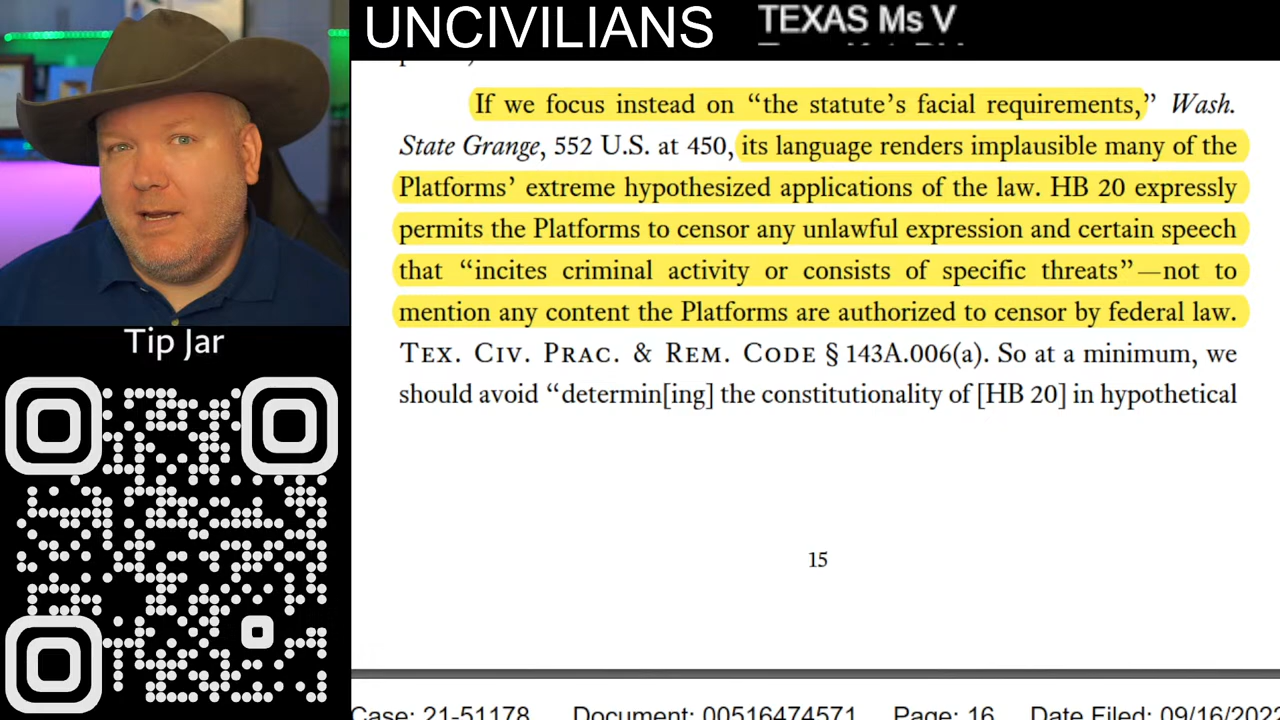 UNCIVILIANS
TEXAS Ms V
If we focus instead on “the statute’s facial requirements,” Wash.
State Grange, 552 U.S. at 450, its language renders implausible many of the
Platforms’ extreme hypothesized applications of the law. HB 20 expressly
permits the Platforms to censor any unlawful expression and certain speech
that “incites criminal activity or consists of specific threats”—not to
mention any content the Platforms are authorized to censor by federal law.
TEX. CIV. PRAC. & REM. CODE § 143A.006(a). So at a minimum, we
should avoid “determin[ing] the constitutionality of [HB 20] in hypothetical
15
Tip Jar
Case: 21-51178 Document: 00516474571 Page: 16 Date Filed: 09/16/2022